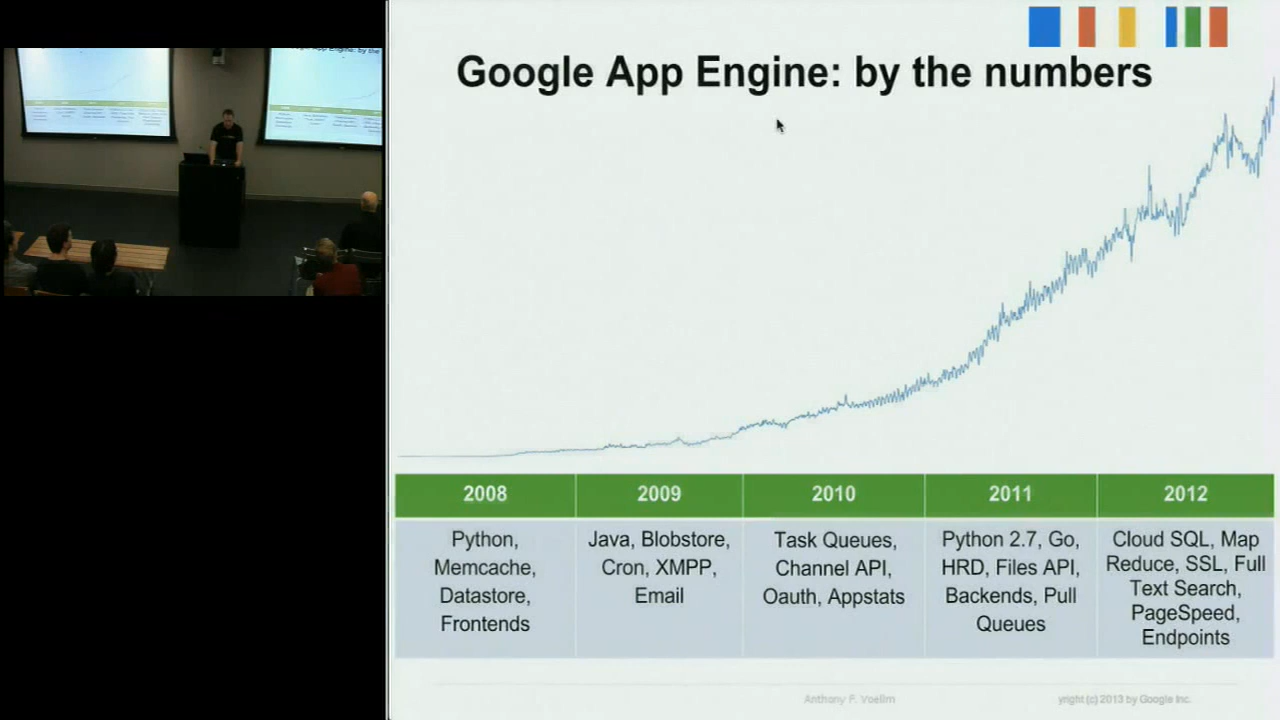 Google App Engine: by the numbers
2008
2009
2010
2011
2012
Python,
Memcache,
Datastore,
Frontends
Java, Blobstore,
Cron, XMPP,
Email
Task Queues,
Channel API,
Oauth, Appstats
Python 2.7, Go,
HRD, Files API,
Backends, Pull
Queues
Cloud SQL, Map
Reduce, SSL, Full
Text Search,
PageSpeed,
Endpoints
Anthony F. Voellm
yright (c) 2013 by Google Inc.